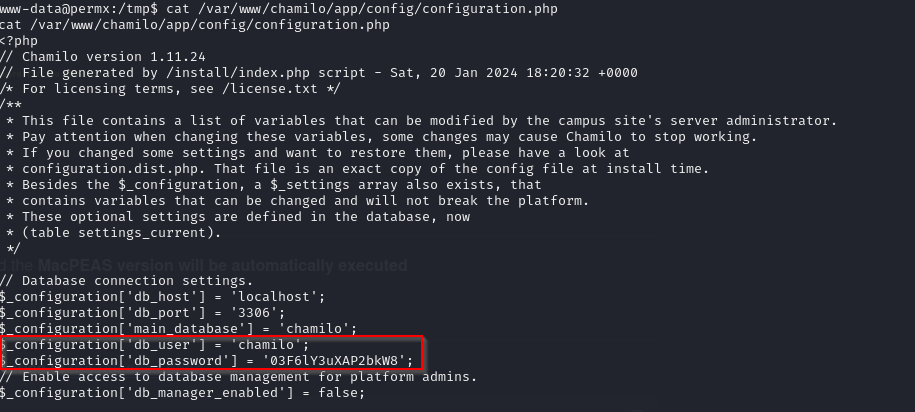 www-data@permx:/tmp$ cat /var/www/chamilo/app/config/configuration.php
cat /var/www/chamilo/app/config/configuration.php
<?php
// Chamilo version 1.11.24
// File generated by /install/index.php script - Sat, 20 Jan 2024 18:20:32 +0000
/* For licensing terms, see /license.txt */
/**
 * This file contains a list of variables that can be modified by the campus site's server administrator.
 * Pay attention when changing these variables, some changes may cause Chamilo to stop working.
 * If you changed some settings and want to restore them, please have a look at
 * configuration.dist.php. That file is an exact copy of the config file at install time.
 * Besides the $_configuration, a $_settings array also exists, that
 * contains variables that can be changed and will not break the platform.
 * These optional settings are defined in the database, now
 * (table settings_current).
 */
d the MacPEAS version will be automatically executed
// Database connection settings.
$_configuration['db_host'] = 'localhost';
$_configuration['db_port'] = '3306';
$_configuration['main_database'] = 'chamilo';
$_configuration['db_user'] = 'chamilo';
$_configuration['db_password'] = '03F6lY3uXAP2bkW8';
// Enable access to database management for platform admins.
$_configuration['db_manager_enabled'] = false;